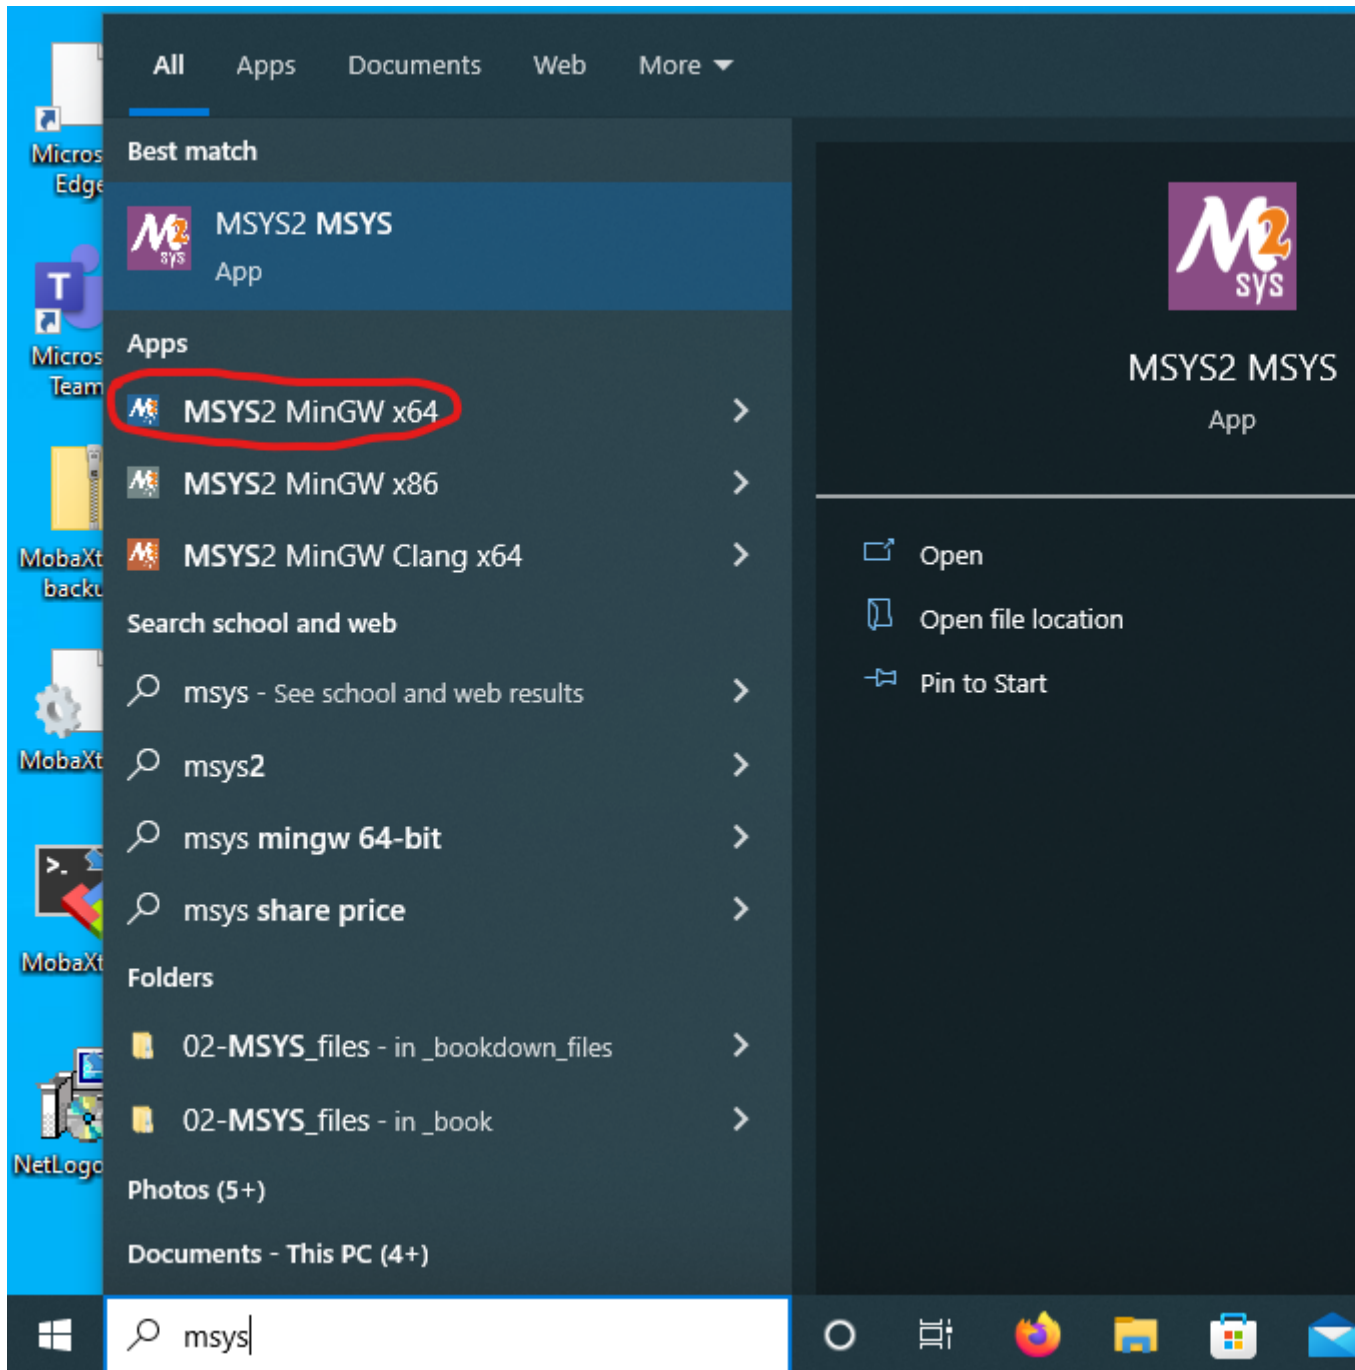 All Apps Documents Web More
Best match
MSYS2 MSYS
App
Apps
MSYS2 MinGW x64
MSYS2 MinGW x86
MSYS2 MinGW Clang x64
Search school and web
msys - See school and web results
msys2
msys mingw 64-bit
msys share price
Folders
02-MSYS_files - in _bookdown_files
02-MSYS_files - in _book
Photos (5+)
Documents - This PC (4+)
msys
M2
sys
MSYS2 MSYS
App
Open
Open file location
Pin to Start
Micros
Edge
Micros
Team
MobaXt
backu
MobaXt
MobaXt
NetLogo